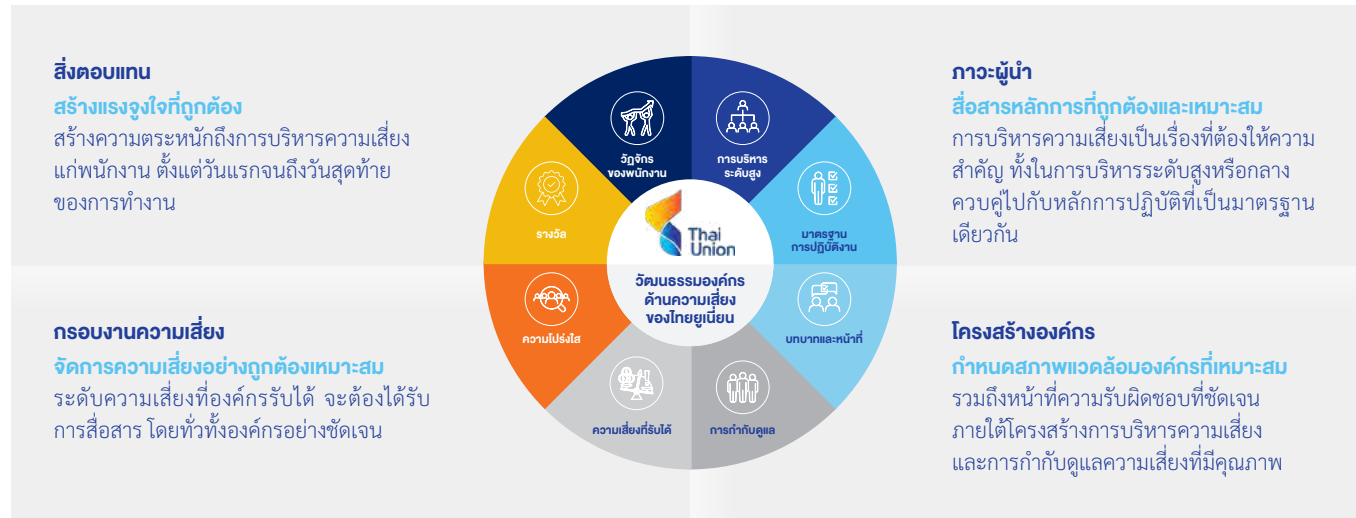 สิ่งตอบแทน
สร้างแรงจูงใจที่ถูกต้อง
สร้างความตระหนักถึงการบริหารความเสี่ยง
แก่พนักงาน ตั้งแต่วันแรกจนถึงวันสุดท้าย
ของการทำงาน
กรอบงานความเสี่ยง
จัดการความเสี่ยงอย่างถูกต้องเหมาะสม
ระดับความเสี่ยงที่องค์กรรับได้ จะต้องได้รับ
การสื่อสาร โดยทั่วทั้งองค์กรอย่างชัดเจน
วัฏจักร
ของพนักงาน
การบริหาร
ระดับสูง
รางวัล
มาตรฐาน
การปฏิบัติงาน
Thai
Union
วัฒนธรรมองค์กร
ด้านความเสี่ยง
ของไทยยูเนี่ยน
ความโปร่งใส
บทบาทและหน้าที่
ความเสี่ยงที่รับได้
การกำกับดูแล
ภาวะผู้นำ
สื่อสารหลักการที่ถูกต้องและเหมาะสม
การบริหารความเสี่ยงเป็นเรื่องที่ต้องให้ความ
สำคัญ ทั้งในการบริหารระดับสูงหรือกลาง
ควบคู่ไปกับหลักการปฏิบัติที่เป็นมาตรฐาน
เดียวกัน
โครงสร้างองค์กร
กำหนดสภาพแวดล้อมองค์กรที่เหมาะสม
รวมถึงหน้าที่ความรับผิดชอบที่ชัดเจน
ภายใต้โครงสร้างการบริหารความเสี่ยง
และการกำกับดูแลความเสี่ยงที่มีคุณภาพ